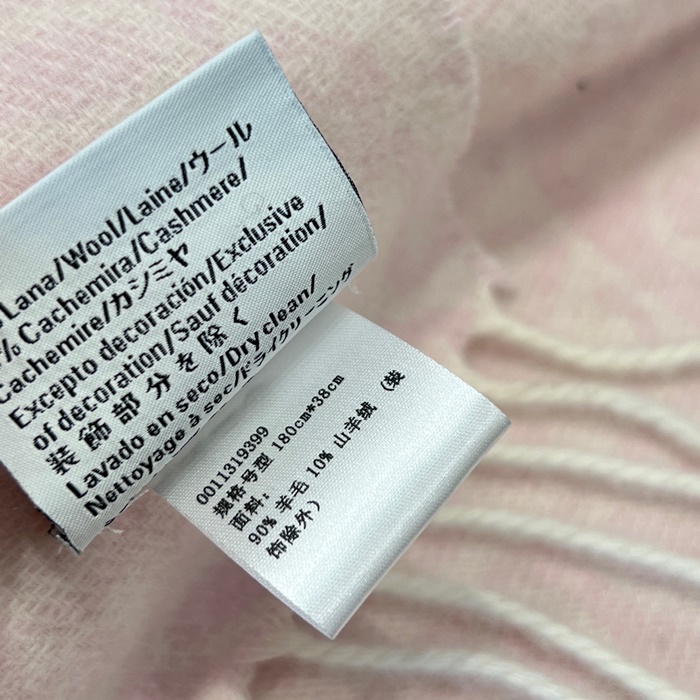 Lana/Wool/Laine/ウール
% Cachemira/Cashmere/
Cachemire/カシミヤ
Excepto decoración/Exclusive
of decoration/Sauf décoration/
装飾部分を除く
Lavado en seco/Dry clean/
Nettoyage à sec/ドライクリーニング
0011319399
规格号型 180cm*38cm
面料:
90% 羊毛 10% 山羊绒 (装
饰除外)